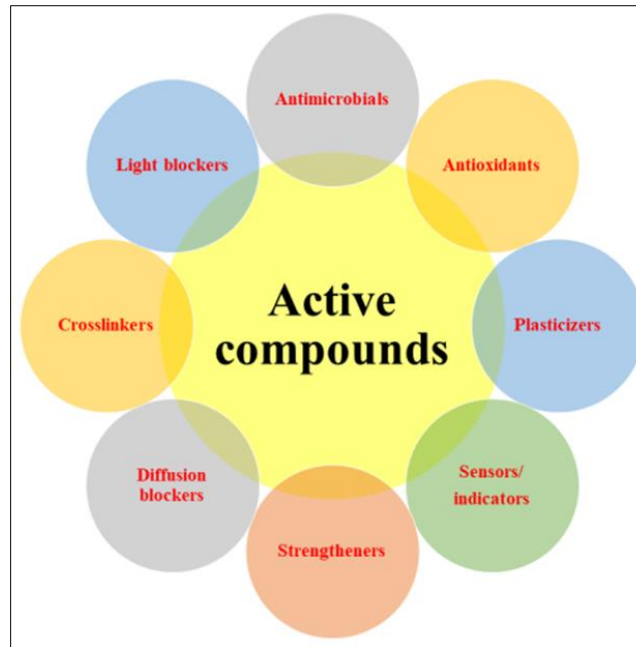 Antimicrobials
Light blockers
Antioxidants
Active
compounds
Crosslinkers
Plasticizers
Diffusion
blockers
Sensors/
indicators
Strengtheners